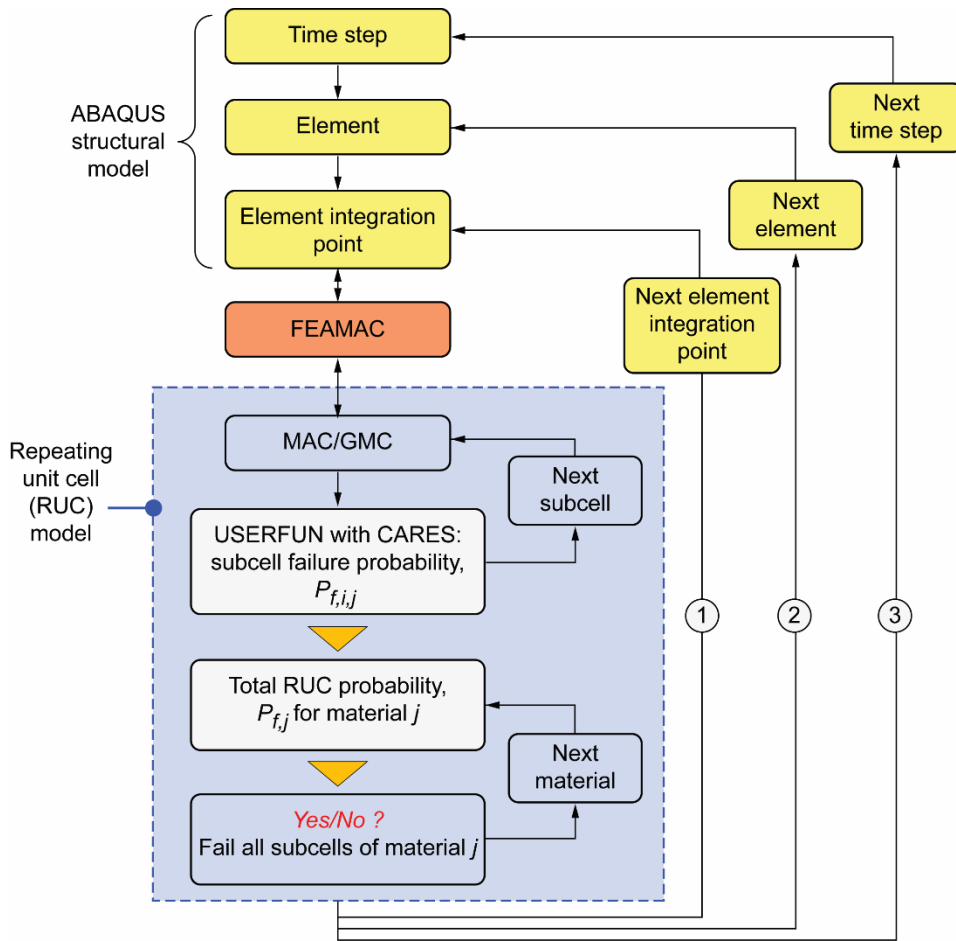 Time step
Next
time step
ABAQUS
structural
model
Element
Next
element
Element integration
point
Next element
integration
point
FEAMAC
MAC/GMC
Next
subcell
Repeating
unit cell
(RUC)
model
USERFUN with CARES:
subcell failure probability,
P_{f,i,j}
1
2
3
Total RUC probability,
P_{f,j} for material j
Next
material
Yes/No ?
Fail all subcells of material j